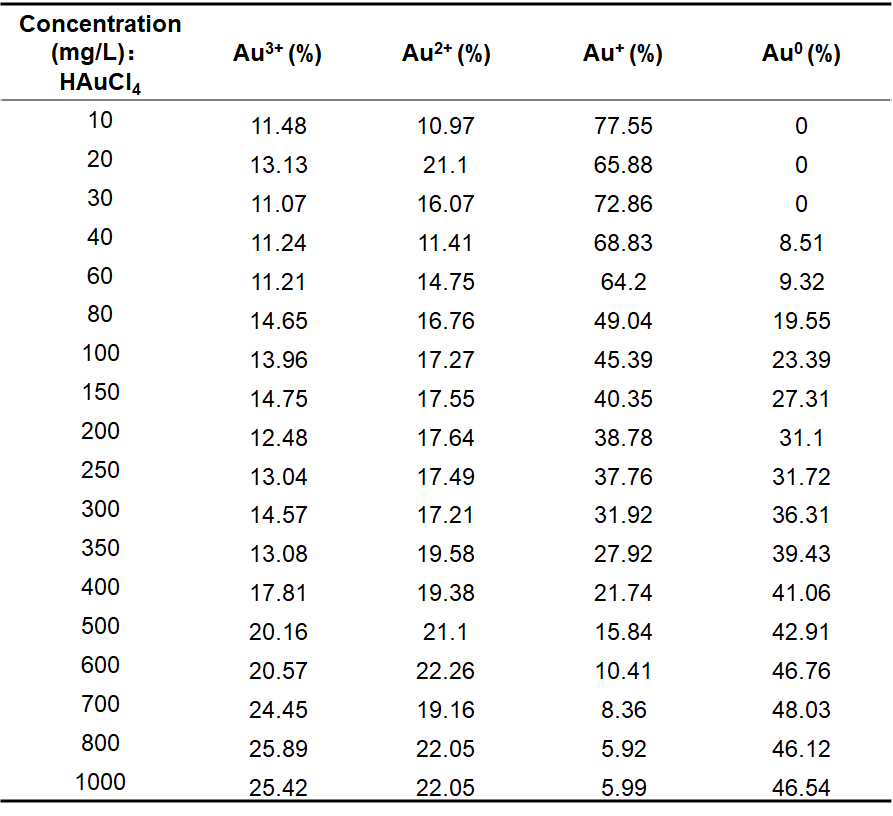 Concentration
(mg/L)： Au³⁺ (%) Au²⁺ (%) Au⁺ (%) Au⁰ (%)
HAuCl₄
10 11.48 10.97 77.55 0
20 13.13 21.1 65.88 0
30 11.07 16.07 72.86 0
40 11.24 11.41 68.83 8.51
60 11.21 14.75 64.2 9.32
80 14.65 16.76 49.04 19.55
100 13.96 17.27 45.39 23.39
150 14.75 17.55 40.35 27.31
200 12.48 17.64 38.78 31.1
250 13.04 17.49 37.76 31.72
300 14.57 17.21 31.92 36.31
350 13.08 19.58 27.92 39.43
400 17.81 19.38 21.74 41.06
500 20.16 21.1 15.84 42.91
600 20.57 22.26 10.41 46.76
700 24.45 19.16 8.36 48.03
800 25.89 22.05 5.92 46.12
1000 25.42 22.05 5.99 46.54